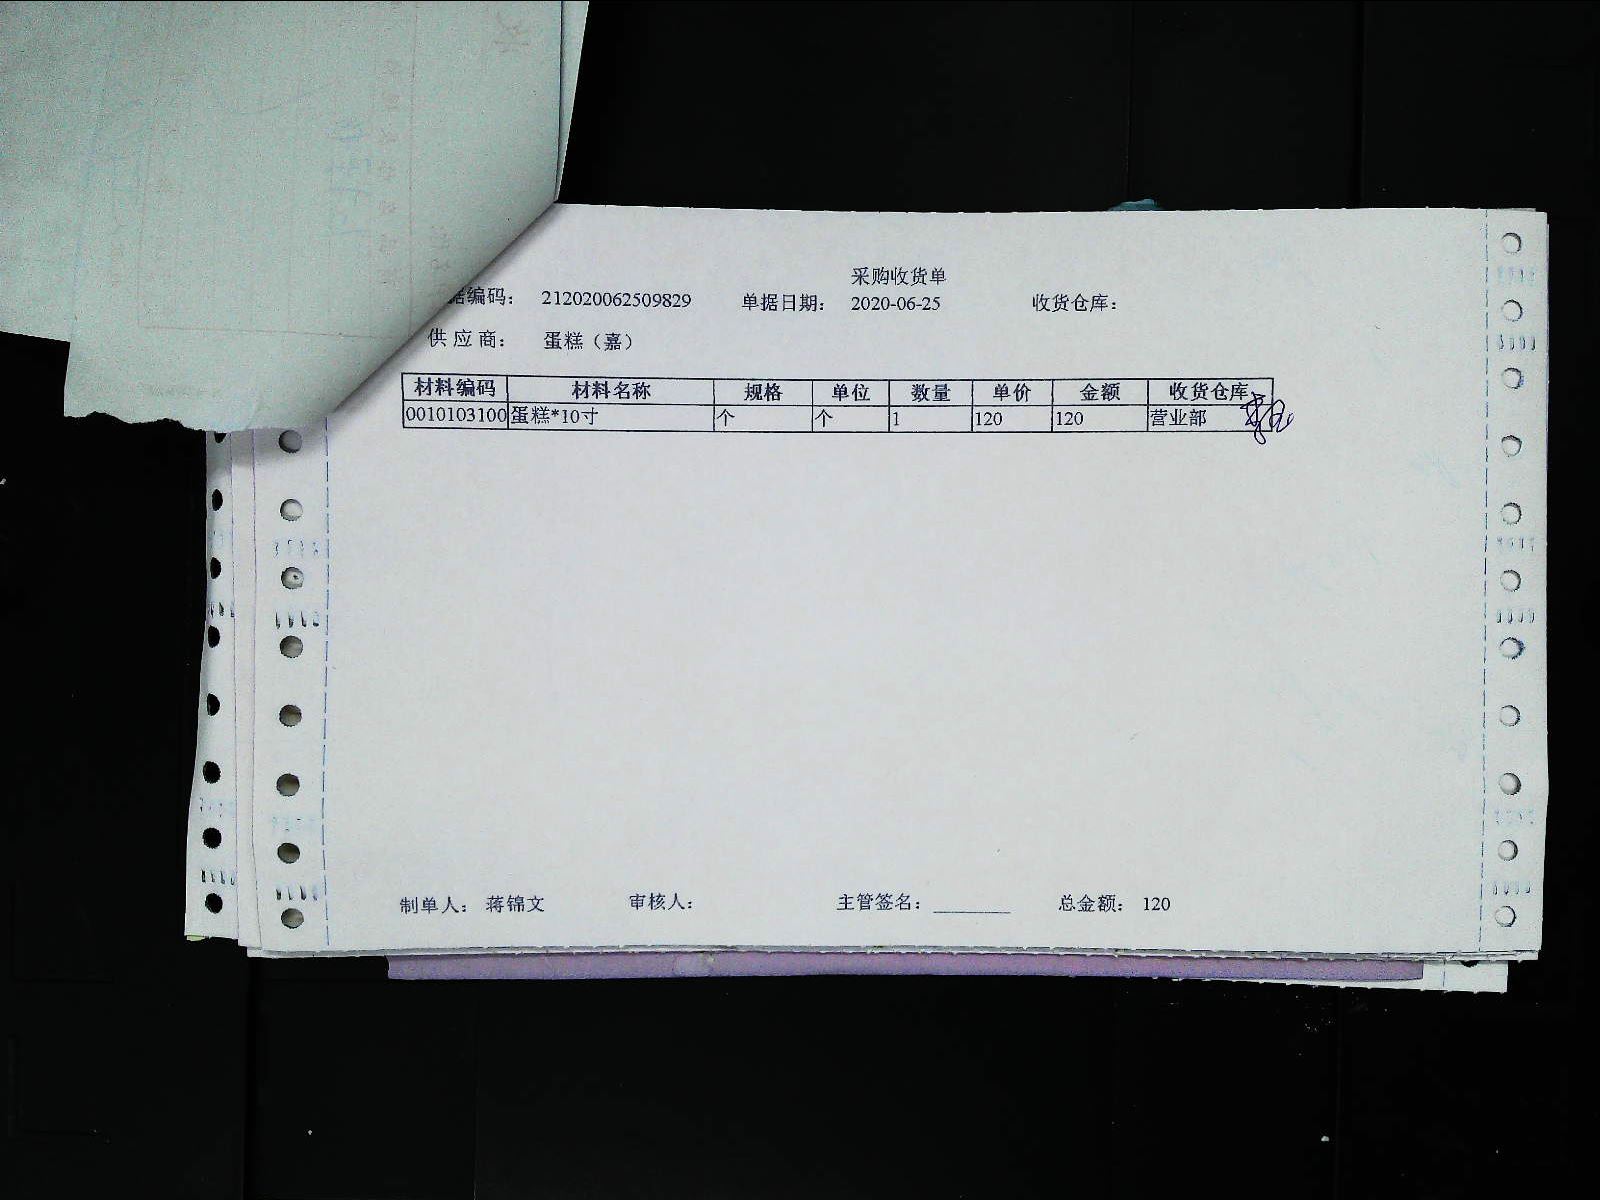 采购收货单
据编码： 212020062509829 单据日期： 2020-06-25 收货仓库：
供应商： 蛋糕（嘉）
材料编码 材料名称 规格 单位 数量 单价 金额 收货仓库
0010103100 蛋糕*10寸 个 个 1 120 120 营业部
制单人： 蒋锦文 审核人： 主管签名：________ 总金额： 120